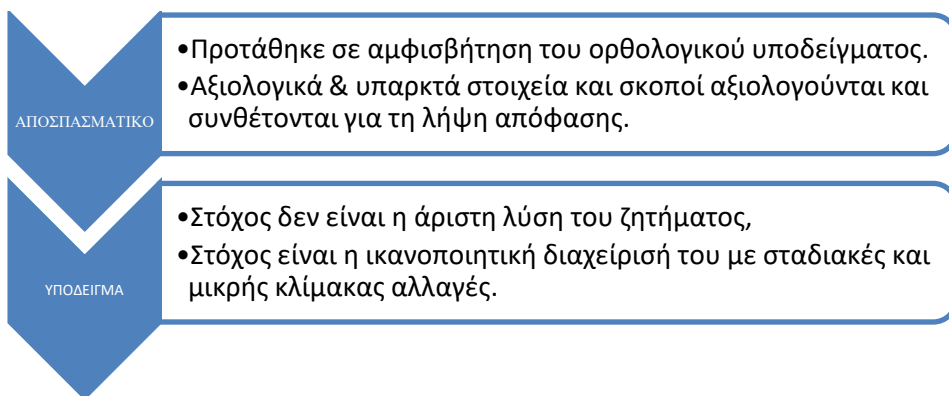 ΑΠΟΣΠΑΣΜΑΤΙΚΟ
•Προτάθηκε σε αμφισβήτηση του ορθολογικού υποδείγματος.
•Αξιολογικά & υπαρκτά στοιχεία και σκοποί αξιολογούνται και
συνθέτονται για τη λήψη απόφασης.
ΥΠΟΔΕΙΓΜΑ
•Στόχος δεν είναι η άριστη λύση του ζητήματος,
•Στόχος είναι η ικανοποιητική διαχείρισή του με σταδιακές και
μικρής κλίμακας αλλαγές.